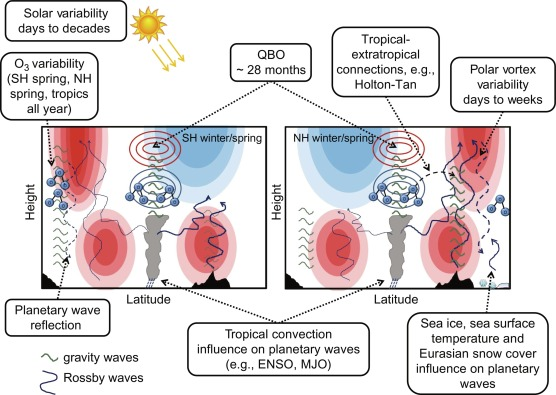 Solar variability
days to decades
O3 variability
(SH spring, NH
spring, tropics
all year)
QBO
~ 28 months
Tropical-
extratropical
connections, e.g.,
Holton-Tan
Polar vortex
variability
days to weeks
SH winter/spring
NH winter/spring
Height
Height
Latitude
Latitude
Planetary wave
reflection
Tropical convection
influence on planetary waves
(e.g., ENSO, MJO)
Sea ice, sea surface
temperature and
Eurasian snow cover
influence on planetary
waves
gravity waves
Rossby waves